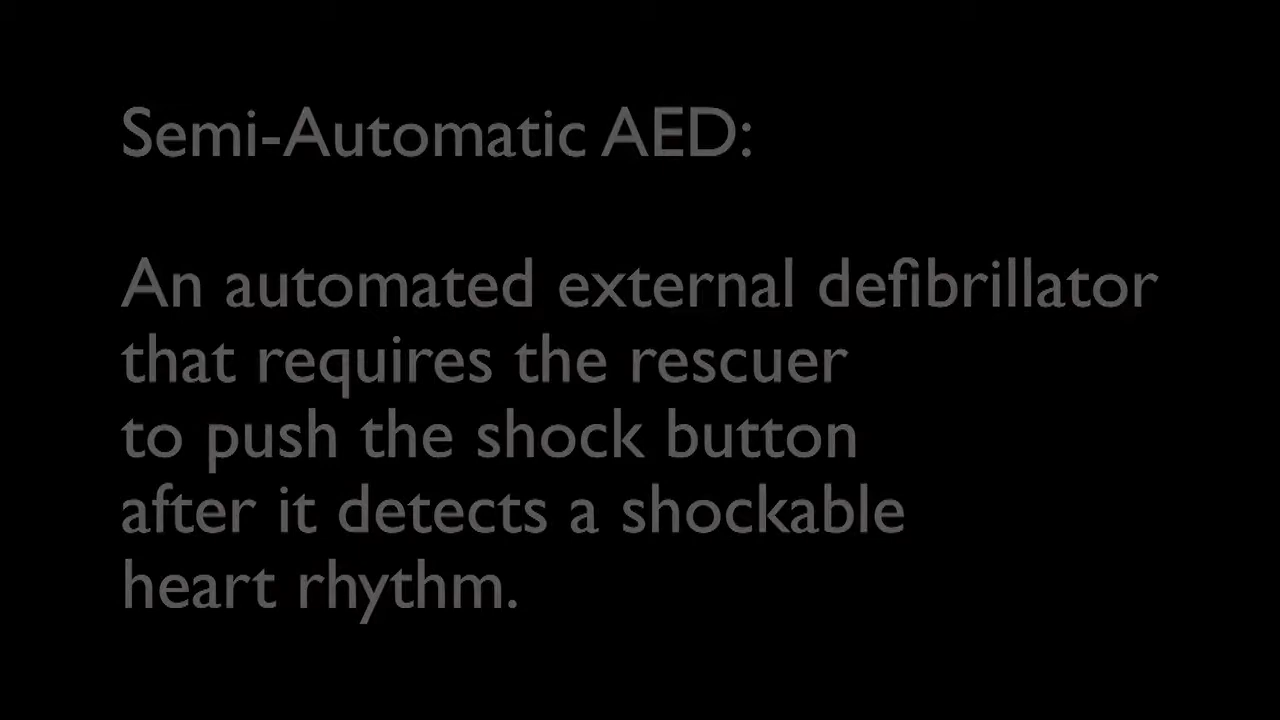 Semi-Automatic AED:
An automated external defibrillator
that requires the rescuer
to push the shock button
after it detects a shockable
heart rhythm.